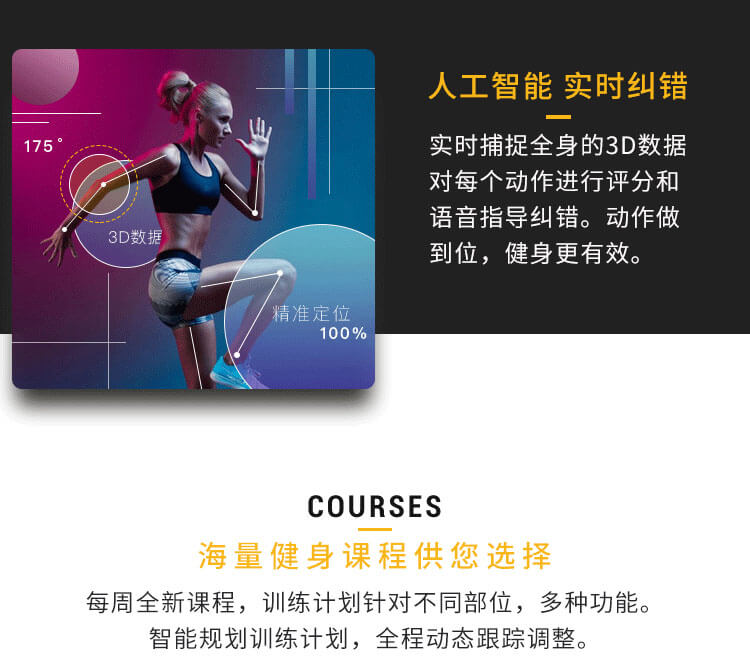 人工智能 实时纠错
实时捕捉全身的3D数据
对每个动作进行评分和
语音指导纠错。动作做
到位，健身更有效。
175°
3D数据
精准定位
100%
COURSES
海量健身课程供您选择
每周全新课程，训练计划针对不同部位，多种功能。
智能规划训练计划，全程动态跟踪调整。